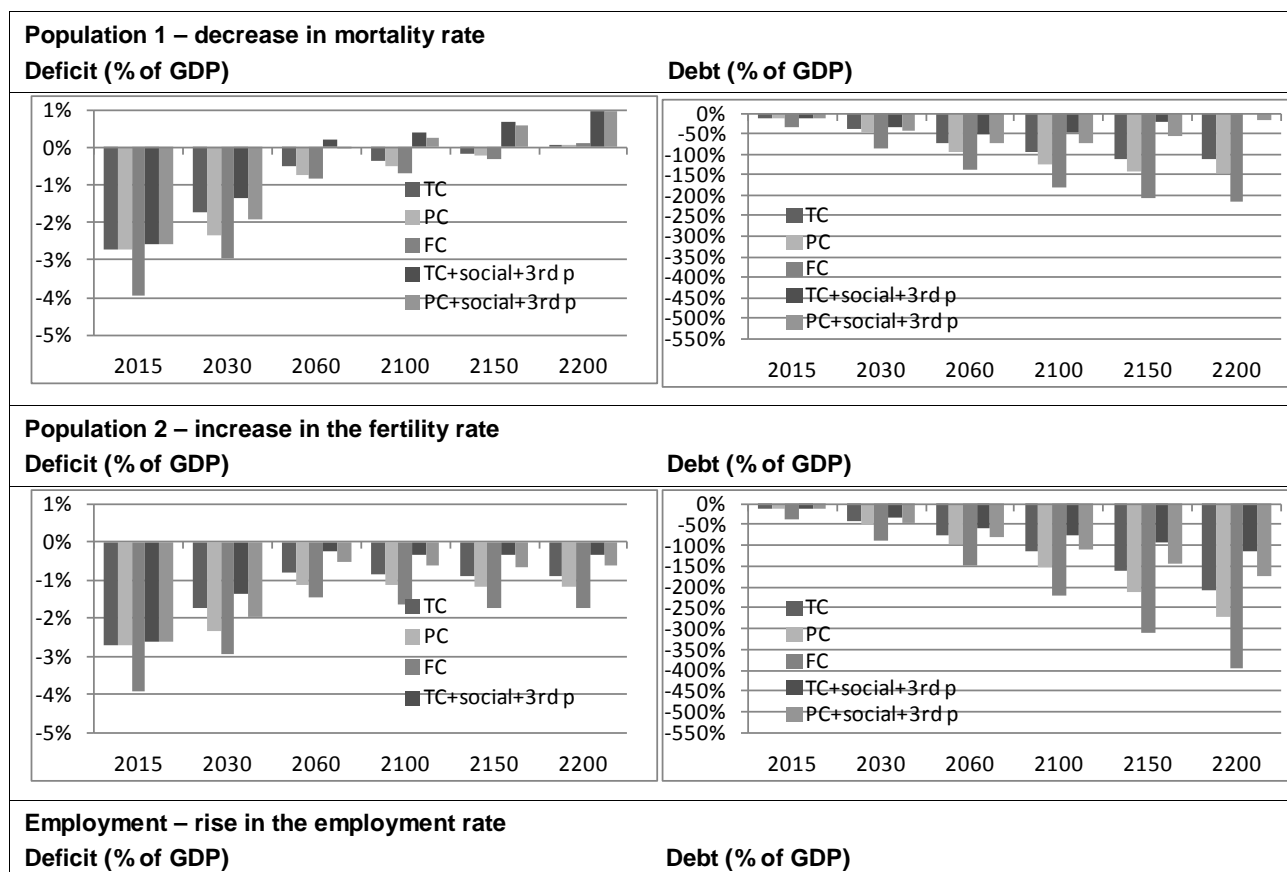 Population 1 – decrease in mortality rate
Deficit (% of GDP)
Debt (% of GDP)
1%
0%
-1%
-2%
-3%
-4%
-5%
2015 2030 2060 2100 2150 2200
TC
PC
FC
TC+social+3rd p
PC+social+3rd p
0%
-50%
-100%
-150%
-200%
-250%
-300%
-350%
-400%
-450%
-500%
-550%
2015 2030 2060 2100 2150 2200
TC
PC
FC
TC+social+3rd p
PC+social+3rd p
Population 2 – increase in the fertility rate
Deficit (% of GDP)
Debt (% of GDP)
1%
0%
-1%
-2%
-3%
-4%
-5%
2015 2030 2060 2100 2150 2200
TC
PC
FC
TC+social+3rd p
0%
-50%
-100%
-150%
-200%
-250%
-300%
-350%
-400%
-450%
-500%
-550%
2015 2030 2060 2100 2150 2200
TC
PC
FC
TC+social+3rd p
PC+social+3rd p
Employment – rise in the employment rate
Deficit (% of GDP)
Debt (% of GDP)